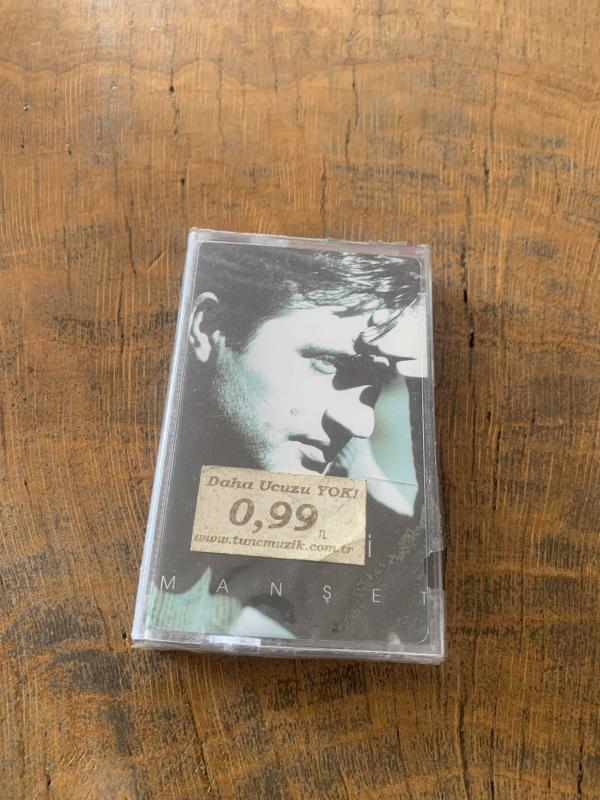 Daha Ucuzu YOK!
0,99 TL
www.tuncmuzik.com.tr
i
MANŞET